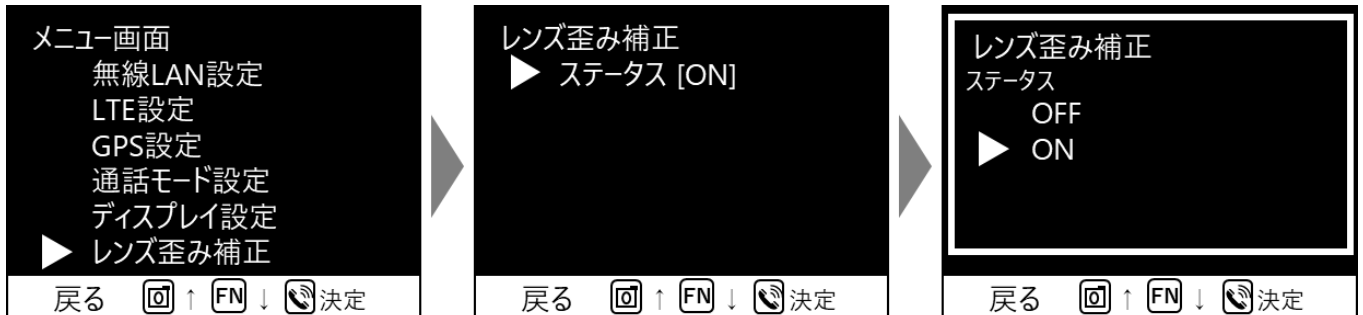 メニュー画面
無線LAN設定
LTE設定
GPS設定
通話モード設定
ディスプレイ設定
レンズ歪み補正
戻る ↑ FN ↓ 決定
レンズ歪み補正
ステータス [ON]
戻る ↑ FN ↓ 決定
レンズ歪み補正
ステータス
OFF
ON
戻る ↑ FN ↓ 決定